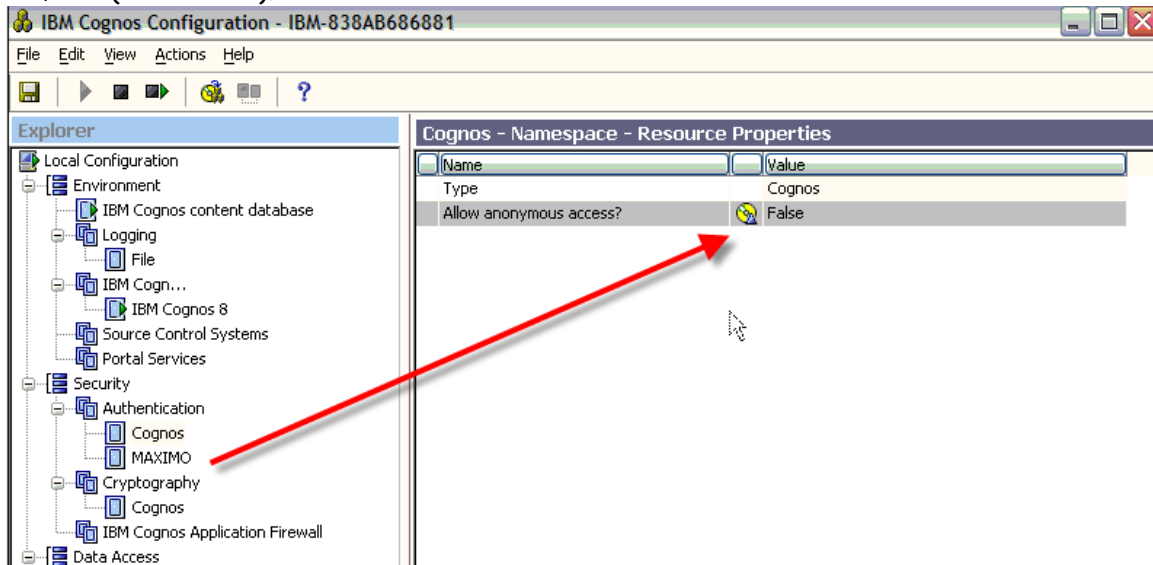 IBM Cognos Configuration - IBM-838AB686881
File Edit View Actions Help
?
Explorer
Local Configuration
Environment
IBM Cognos content database
Logging
File
IBM Cogn...
IBM Cognos 8
Source Control Systems
Portal Services
Security
Authentication
Cognos
MAXIMO
Cryptography
Cognos
IBM Cognos Application Firewall
Data Access
Cognos - Namespace - Resource Properties
Name Value
Type Cognos
Allow anonymous access? False